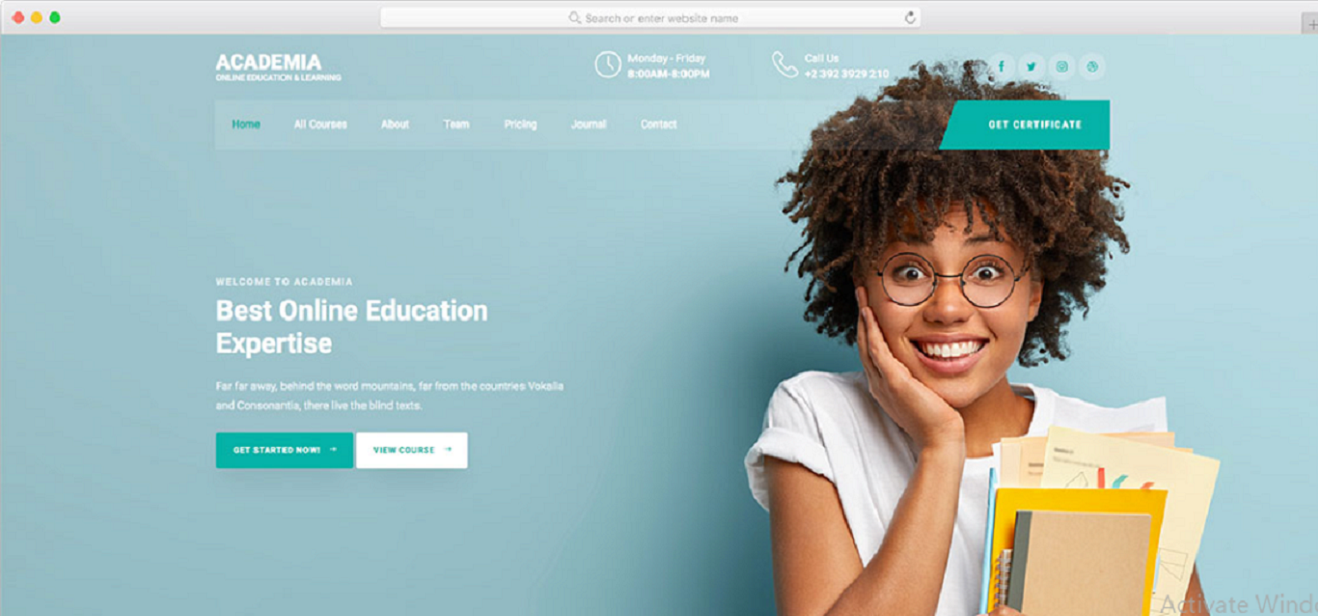 Search or enter website name
ACADEMIA
ONLINE EDUCATION & LEARNING
Monday - Friday
8:00AM-8:00PM
Call Us
+2 392 3929 210
Home
All Courses
About
Team
Pricing
Journal
Contact
GET CERTIFICATE
WELCOME TO ACADEMIA
Best Online Education
Expertise
Far far away, behind the word mountains, far from the countries Vokalia
and Consonantia, there live the blind texts.
GET STARTED NOW!
VIEW COURSE
Activate Wind